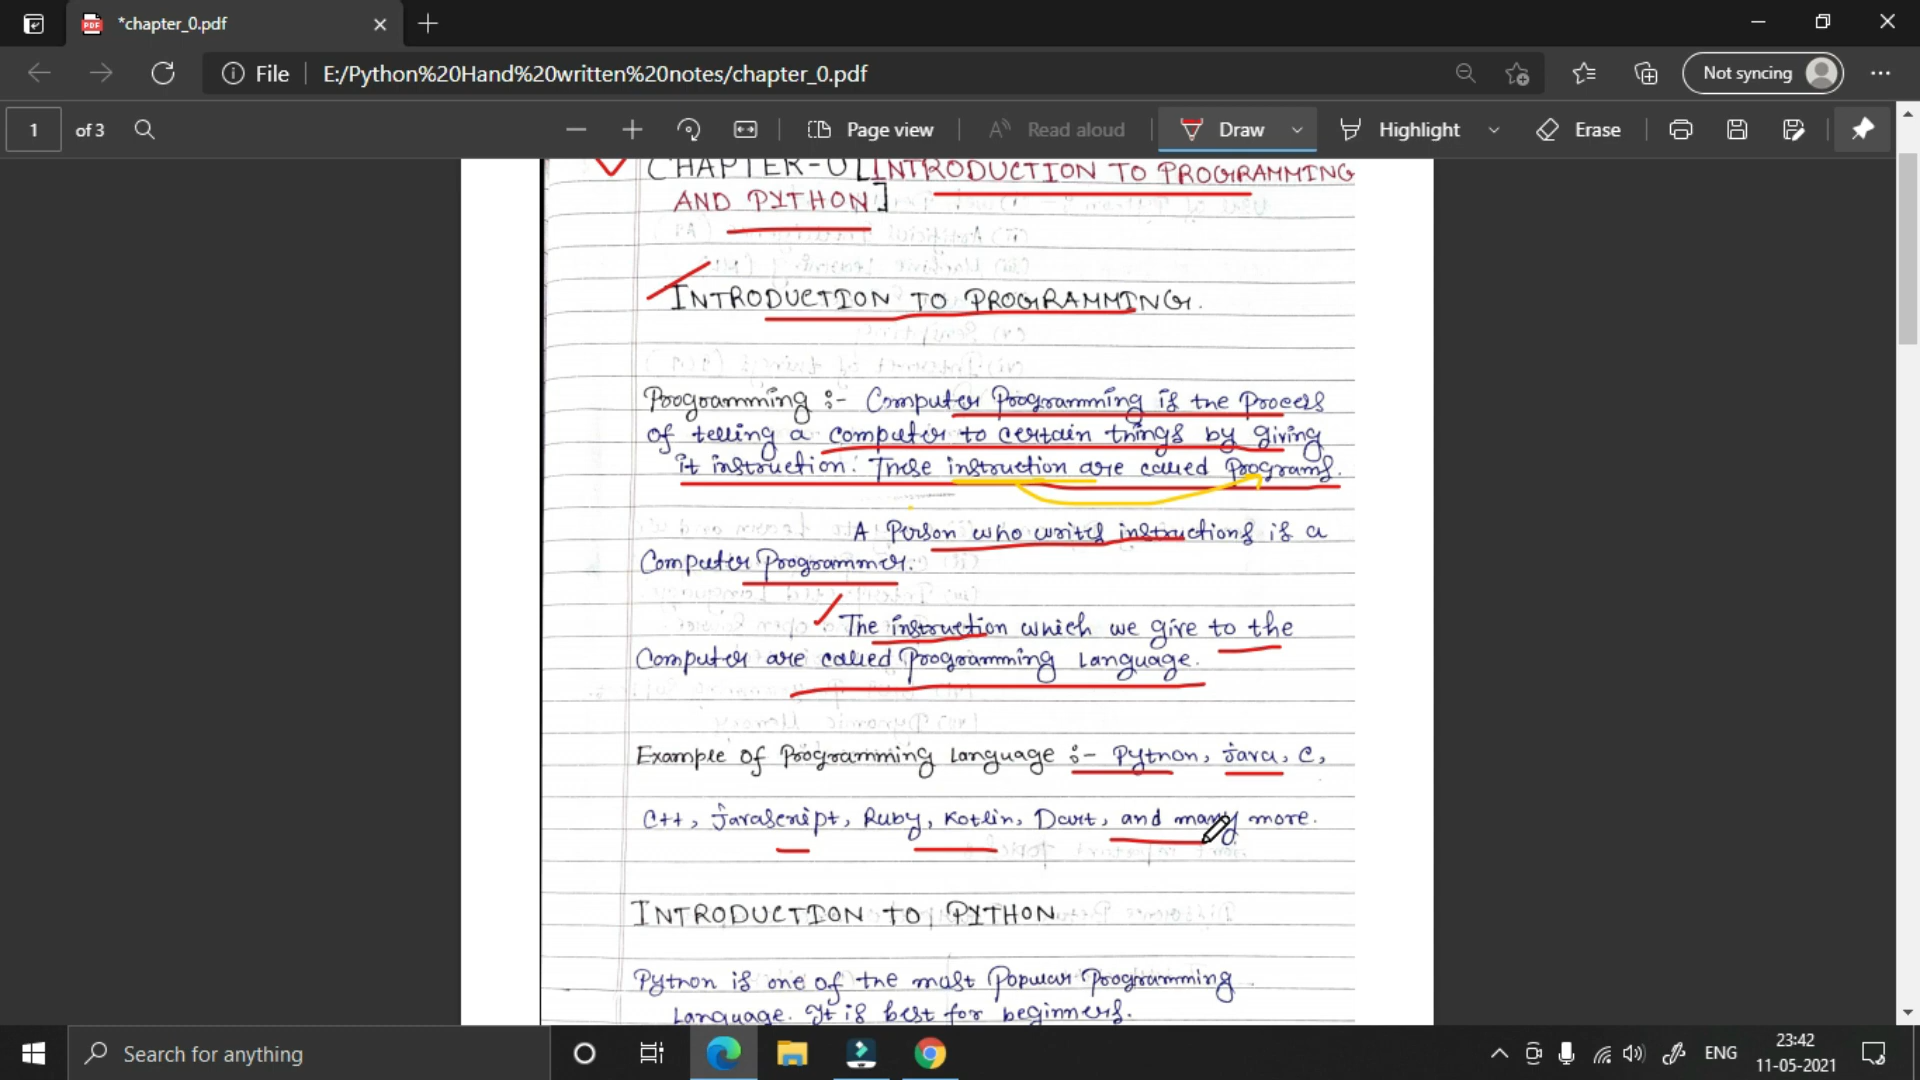 *chapter_0.pdf
File E:/Python%20Hand%20written%20notes/chapter_0.pdf Not syncing
1 of 3 Page view Read aloud Draw Highlight Erase
CHAPTER-0[INTRODUCTION TO PROGRAMMING
AND PYTHON]
INTRODUCTION TO PROGRAMMING.
Programming :- Computer Programming is the Process
of telling a computer to certain things by giving
it instruction. These instruction are called Programs.
A Person who writes instructions is a
Computer Programmer.
The instruction which we give to the
Computer are called Programming Language.
Example of Programming Language :- Python, Java, C,
C++, JavaScript, Ruby, Kotlin, Dart, and many more.
INTRODUCTION TO PYTHON
Python is one of the most Popular Programming
Language. It is best for beginners.
Search for anything
ENG
23:42
11-05-2021